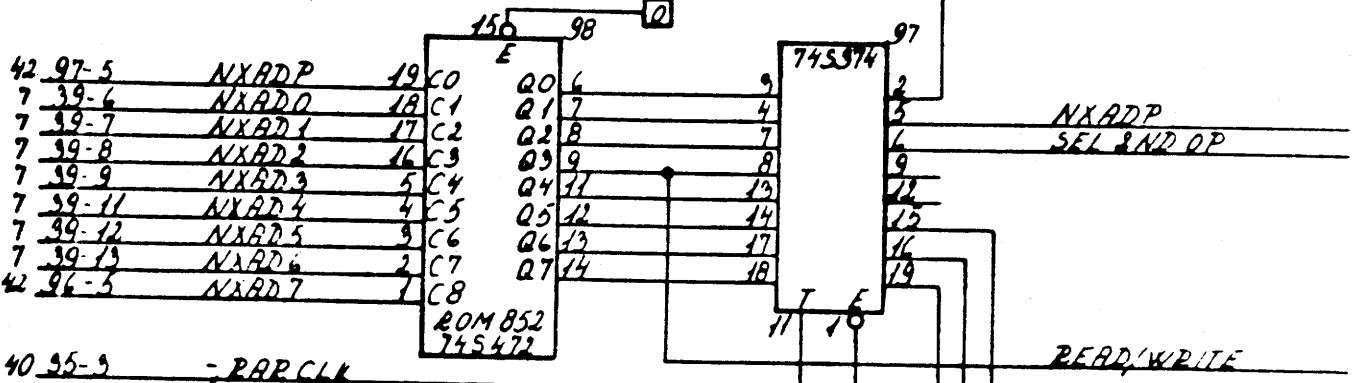 0
15 98
E
97
74S374
42 97-5 NXADP 19 C0 Q0 6 3 2
7 39-6 NXAD0 18 C1 Q1 7 4 5 NXADP
7 39-7 NXAD1 17 C2 Q2 8 7 6 SEL 2ND OP
7 39-8 NXAD2 16 C3 Q3 9 8 9
7 39-9 NXAD3 5 C4 Q4 11 13 12
7 39-11 NXAD4 4 C5 Q5 12 14 15
7 39-12 NXAD5 3 C6 Q6 13 17 16
7 39-13 NXAD6 2 C7 Q7 14 18 19
42 96-5 NXAD7 1 C8
T E
11 1
ROM 852
74S472
READ/WRITE
40 95-3 -RAR CLK